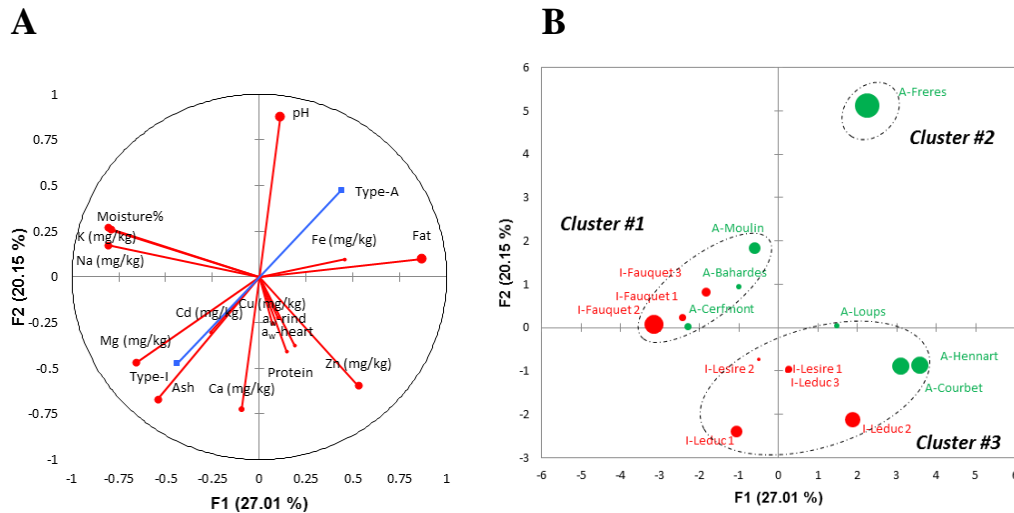 A
B
1
0.75
0.5
0.25
0
-0.25
-0.5
-0.75
-1
pH
Type-A
Moisture%
K (mg/kg)
Na (mg/kg)
Fe (mg/kg)
Fat
Cu (mg/kg)
Cd (mg/kg)
aw-rind
aw-heart
Mg (mg/kg)
Type-I
Ash
Ca (mg/kg)
Protein
Zn (mg/kg)
-1 -0.75 -0.5 -0.25 0 0.25 0.5 0.75 1
F1 (27.01 %)
F2 (20.15 %)
6
5
4
3
2
1
0
-1
-2
-3
A-Freres
Cluster #2
Cluster #1
A-Moulin
I-Fauquet 3
A-Bahardes
I-Fauquet 1
I-Fauquet 2
A-Cerfmont
A-Loups
I-Lesire 2
I-Lesire 1
I-Leduc 3
A-Hennart
A-Courbet
I-Leduc 1
I-Leduc 2
Cluster #3
-6 -5 -4 -3 -2 -1 0 1 2 3 4 5 6
F1 (27.01 %)
F2 (20.15 %)